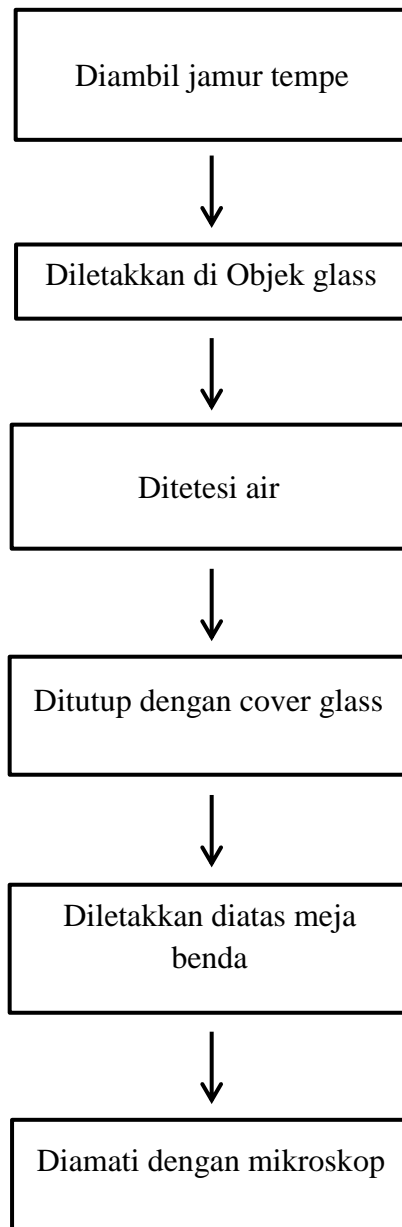 Diambil jamur tempe
Diletakkan di Objek glass
Ditetesi air
Ditutup dengan cover glass
Diletakkan diatas meja
benda
Diamati dengan mikroskop